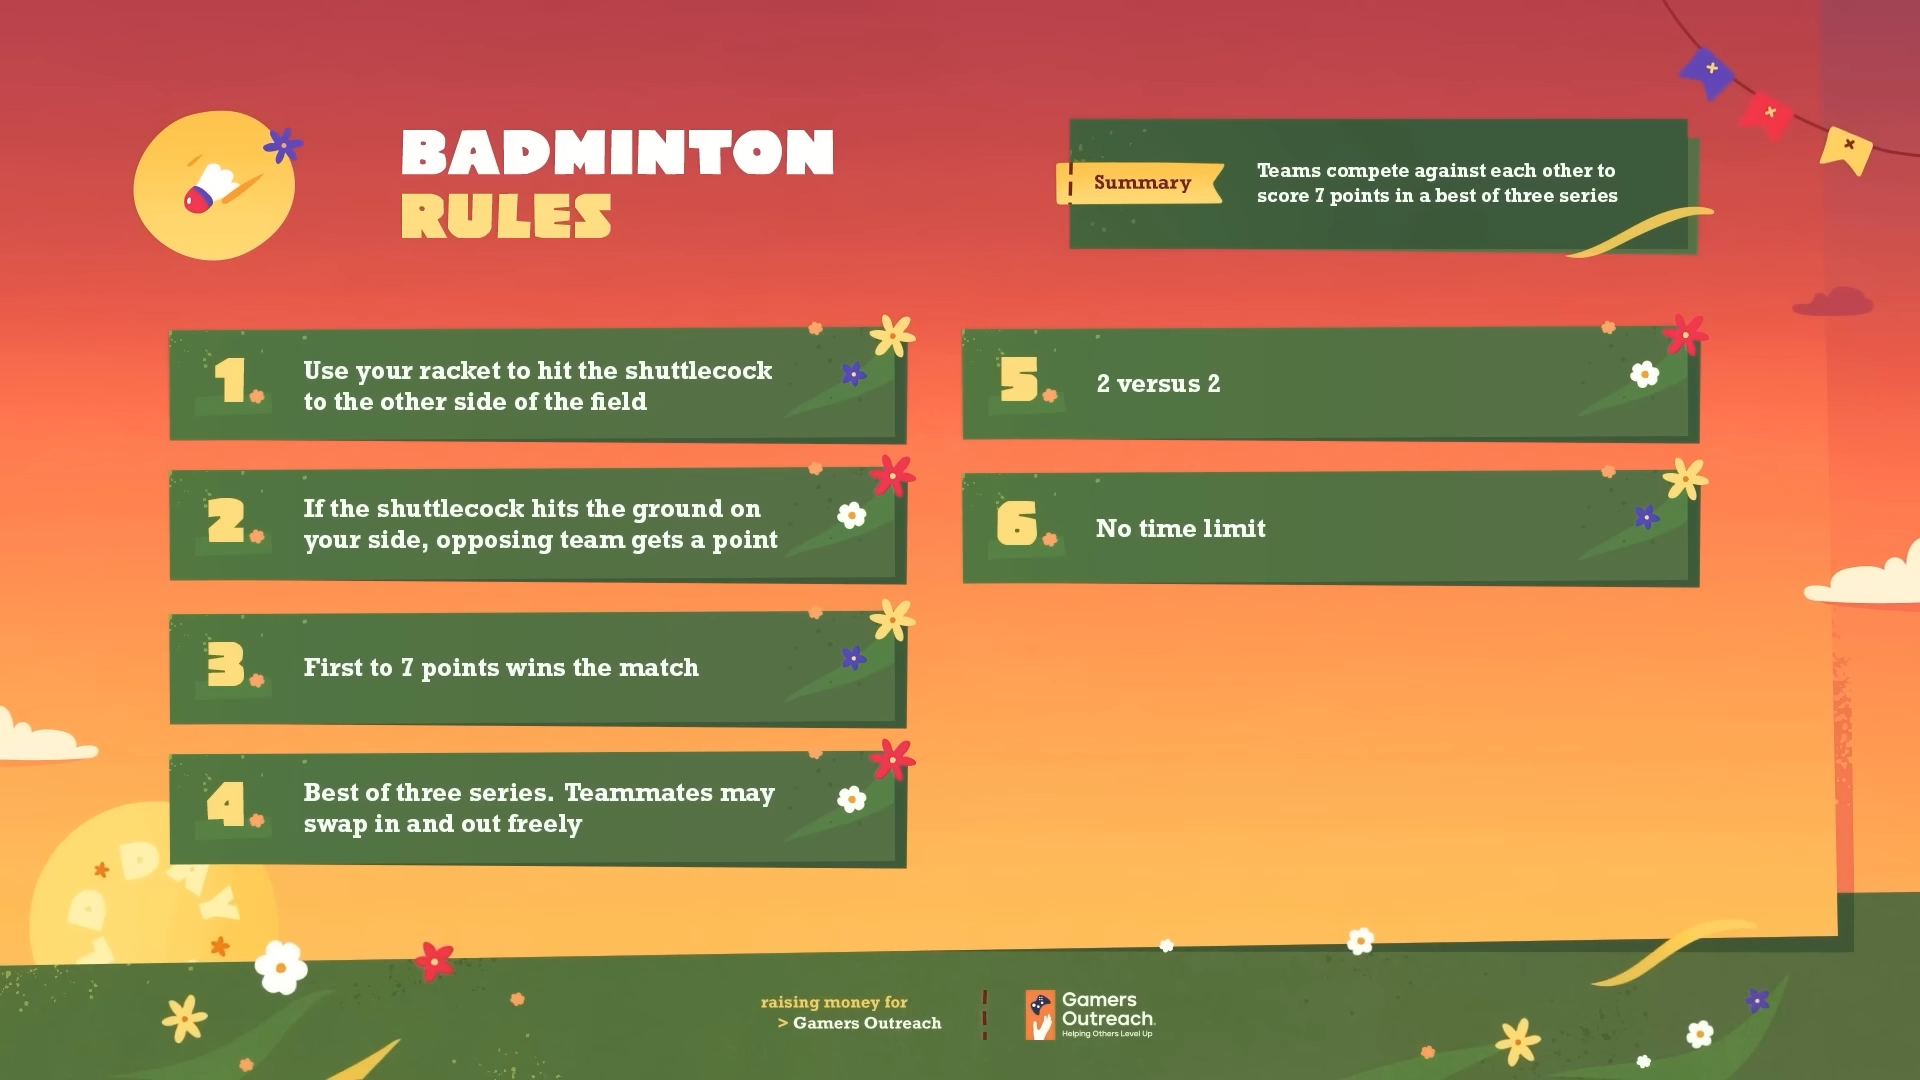 BADMINTON
RULES
Summary
Teams compete against each other to
score 7 points in a best of three series
1
Use your racket to hit the shuttlecock
to the other side of the field
2
If the shuttlecock hits the ground on
your side, opposing team gets a point
3
First to 7 points wins the match
4
Best of three series. Teammates may
swap in and out freely
5
2 versus 2
6
No time limit
DAY
raising money for
> Gamers Outreach
Gamers
Outreach
Helping Others Level Up